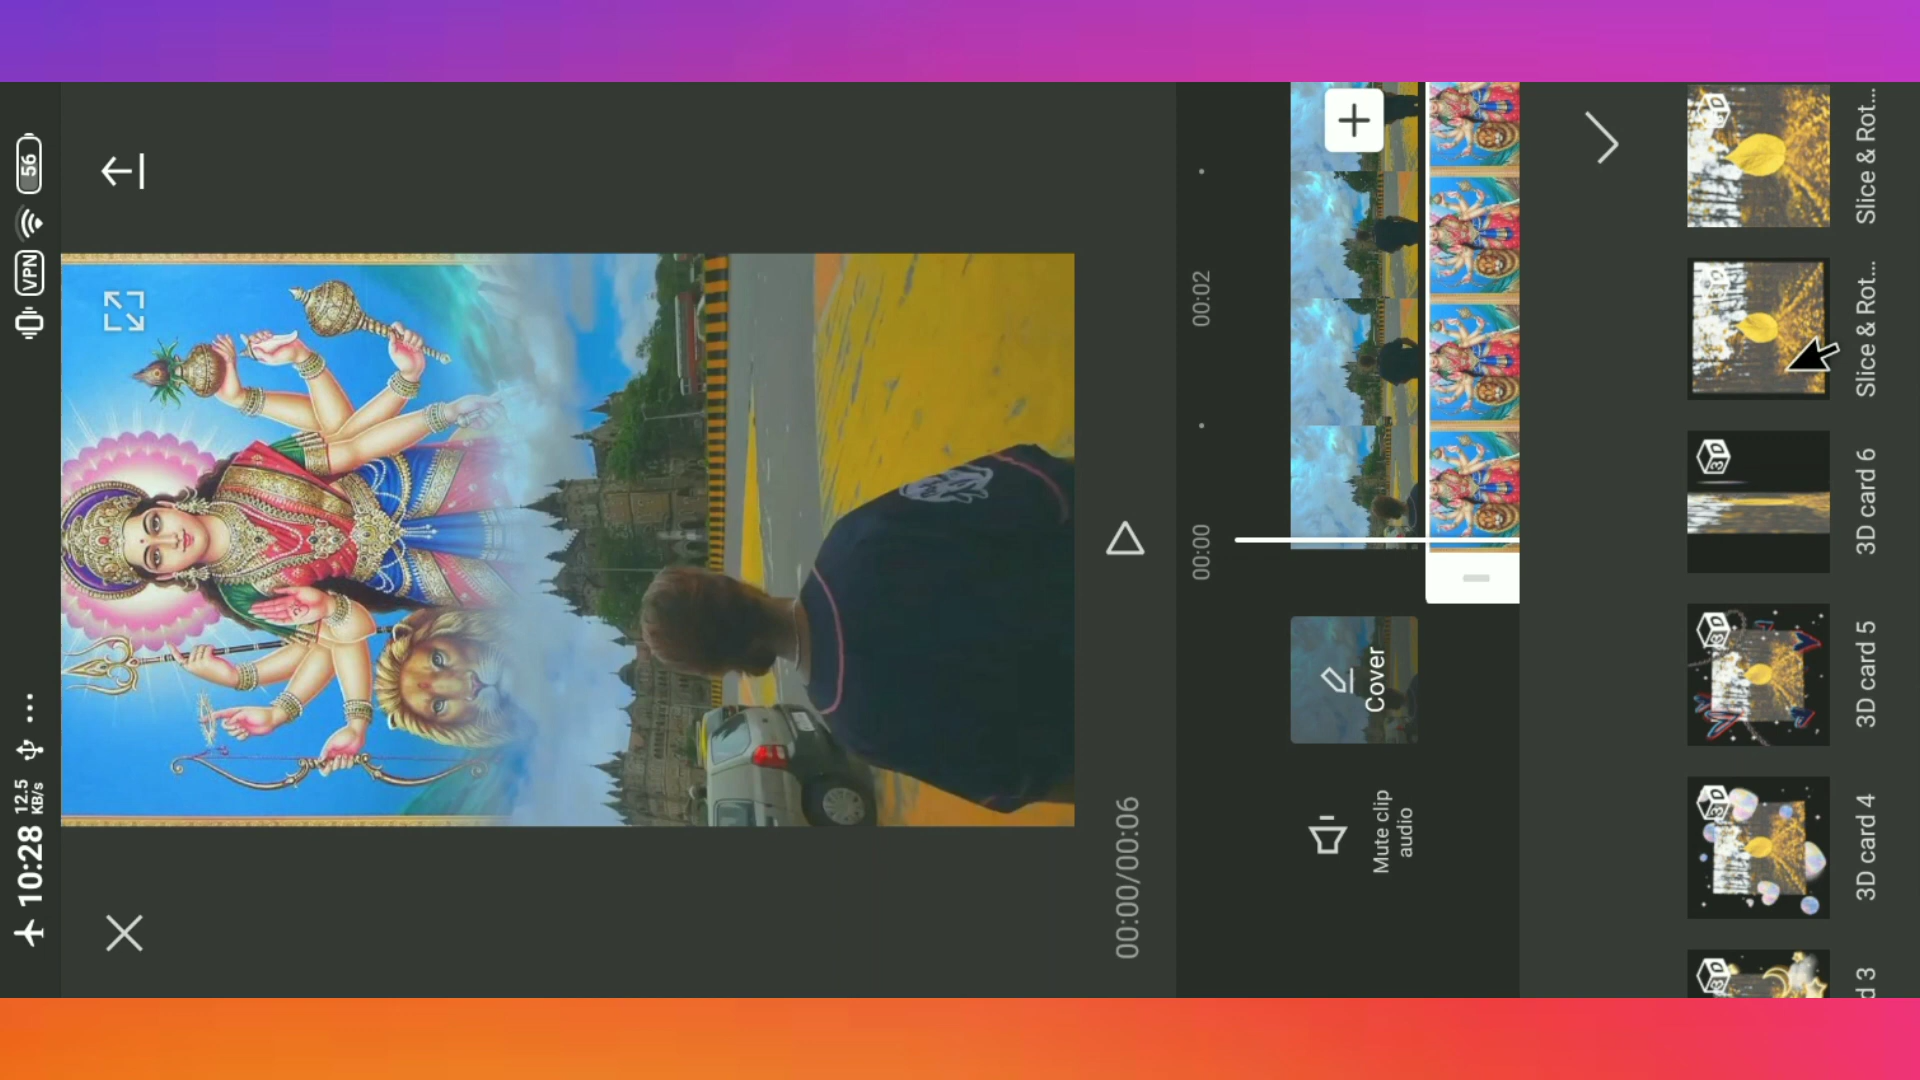 10:28
12.5
KB/s
...
VPN
56
00:00/00:06
00:00
00:02
Mute clip
audio
Cover
d 3
3D card 4
3D card 5
3D card 6
Slice & Rot...
Slice & Rot...
3D
3D
3D
3D
3D
3D